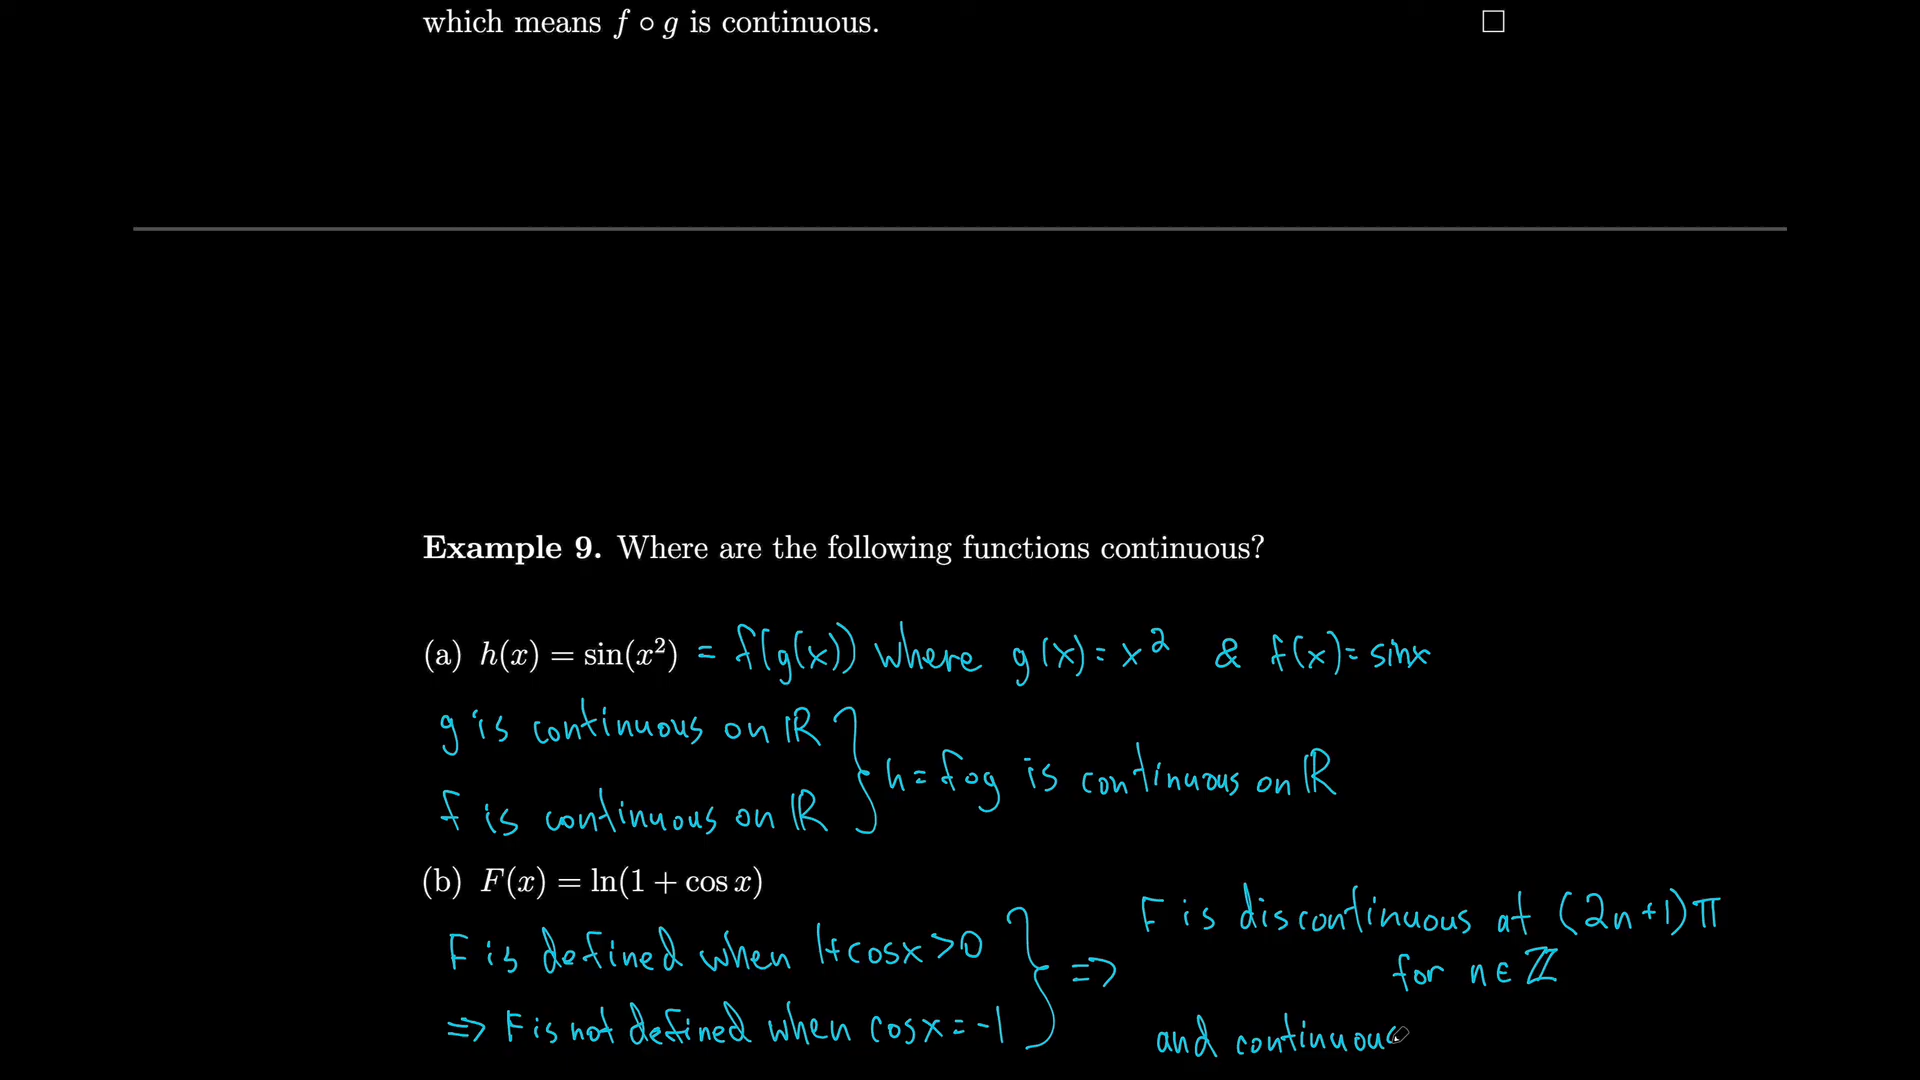 which means f ∘ g is continuous. □
Example 9. Where are the following functions continuous?
(a) h(x) = sin(x²) = f(g(x)) where g(x) = x² & f(x) = sinx
g is continuous on ℝ
f is continuous on ℝ
} h = f∘g is continuous on ℝ
(b) F(x) = ln(1 + cos x)
F is defined when 1+cosx>0
=> F is not defined when cosx = -1
} => F is discontinuous at (2n+1)π
for n ∈ ℤ
and continuous